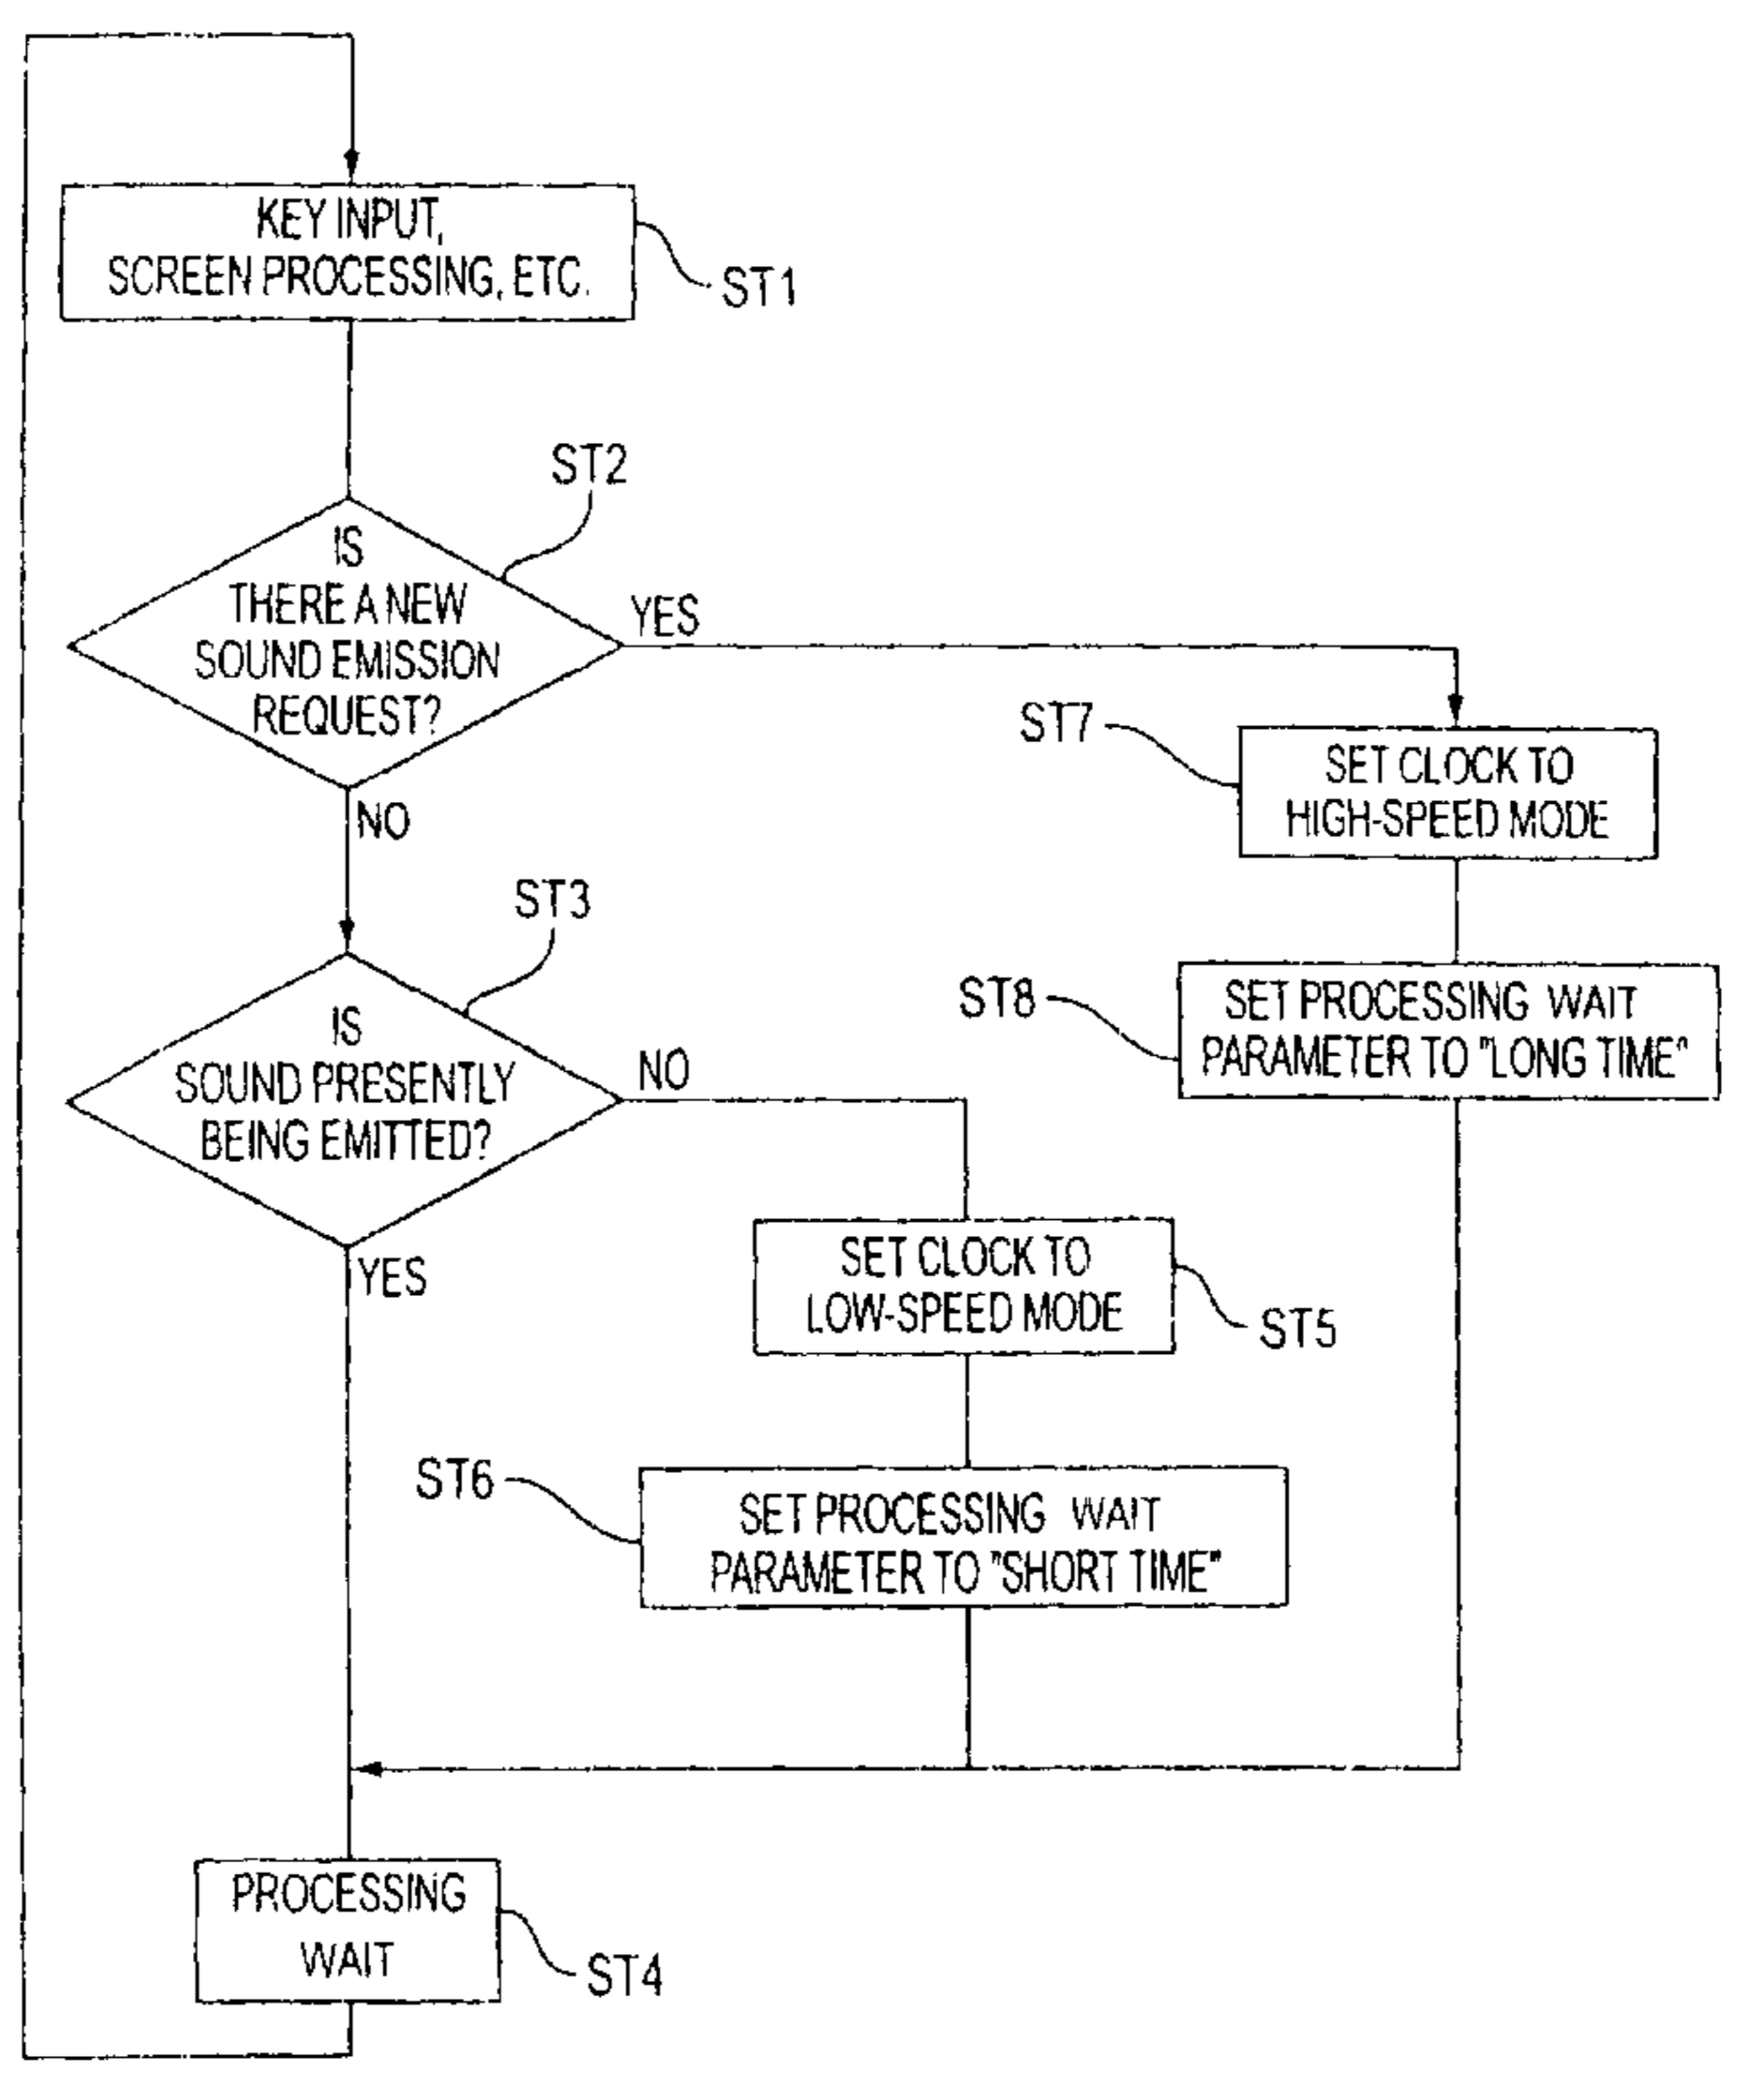 KEY INPUT,
SCREEN PROCESSING, ETC.
ST1
ST2
IS
THERE A NEW
SOUND EMISSION
REQUEST?
YES
NO
ST7
SET CLOCK TO
HIGH-SPEED MODE
ST3
IS
SOUND PRESENTLY
BEING EMITTED?
NO
YES
ST8
SET PROCESSING WAIT
PARAMETER TO "LONG TIME"
SET CLOCK TO
LOW-SPEED MODE
ST5
ST6
SET PROCESSING WAIT
PARAMETER TO "SHORT TIME"
PROCESSING
WAIT
ST4